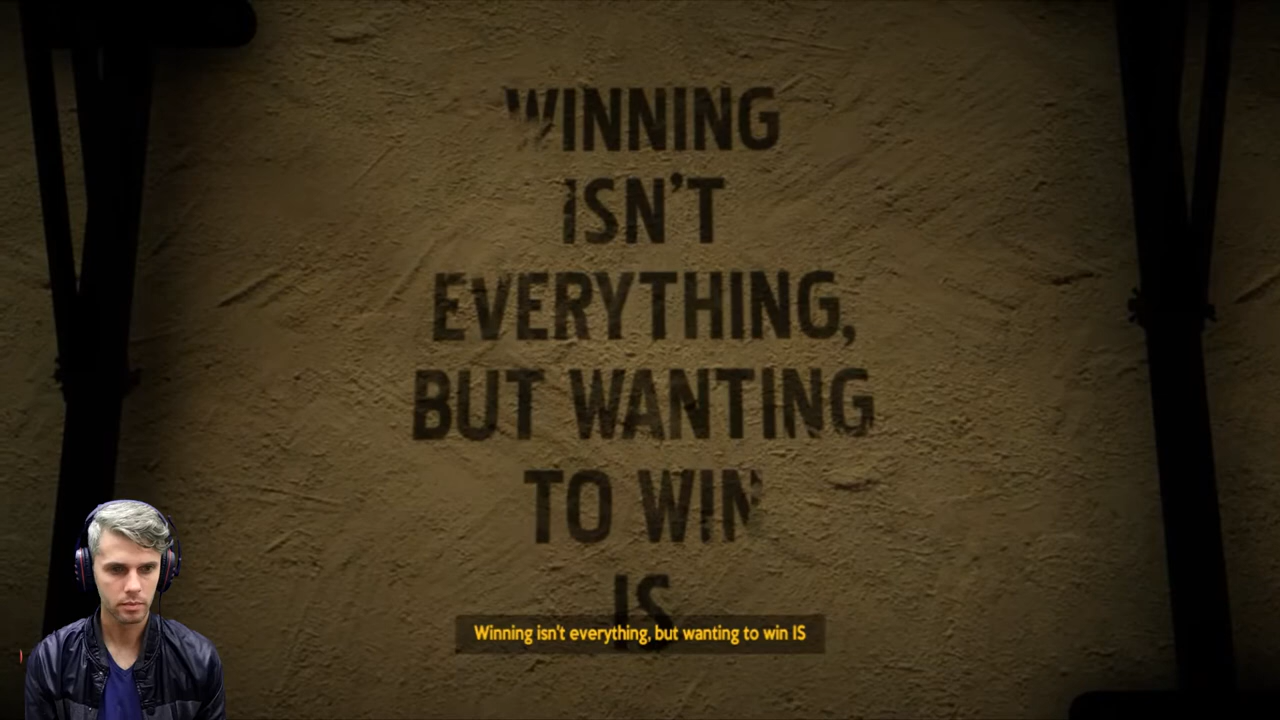 WINNING
ISN'T
EVERYTHING,
BUT WANTING
TO WIN
IS
Winning isn't everything, but wanting to win IS